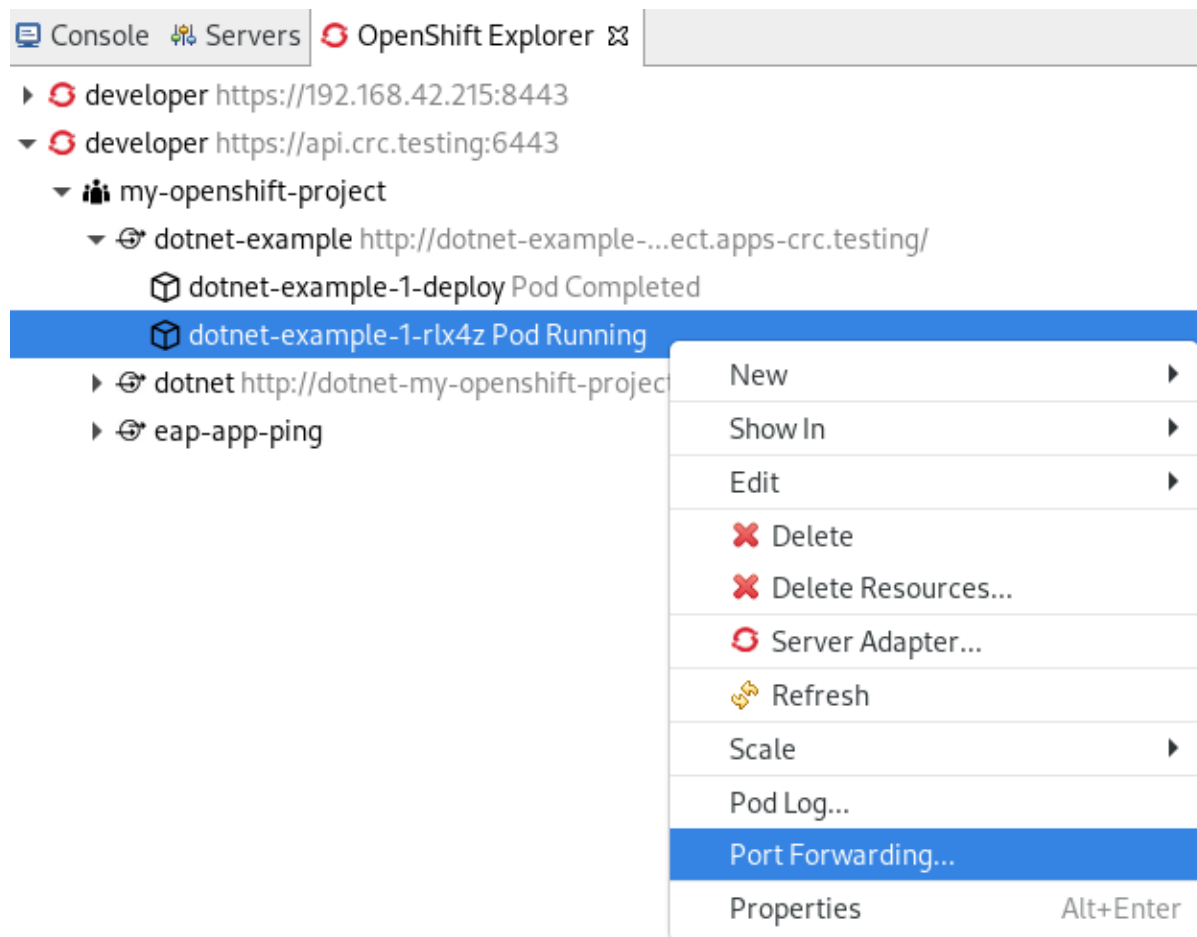 Console Servers OpenShift Explorer
developer https://192.168.42.215:8443
developer https://api.crc.testing:6443
my-openshift-project
dotnet-example http://dotnet-example-...ect.apps-crc.testing/
dotnet-example-1-deploy Pod Completed
dotnet-example-1-rlx4z Pod Running
dotnet http://dotnet-my-openshift-project
eap-app-ping
New
Show In
Edit
Delete
Delete Resources...
Server Adapter...
Refresh
Scale
Pod Log...
Port Forwarding...
Properties Alt+Enter